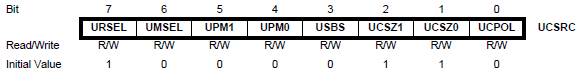 Bit 7 6 5 4 3 2 1 0
URSEL UMSEL UPM1 UPM0 USBS UCSZ1 UCSZ0 UCPOL UCSRC
Read/Write R/W R/W R/W R/W R/W R/W R/W R/W
Initial Value 1 0 0 0 0 1 1 0